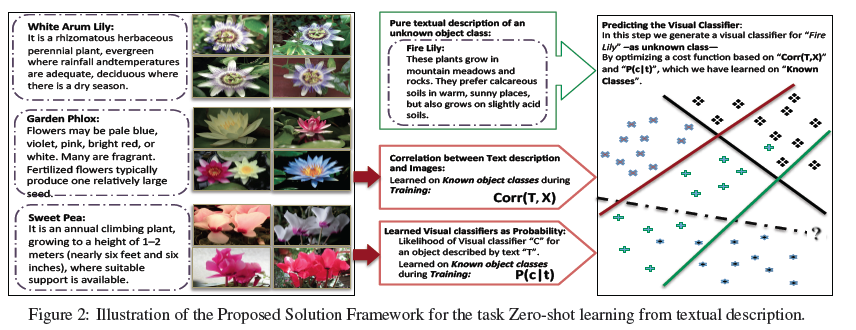 White Arum Lily:
It is a rhizomatous herbaceous
perennial plant, evergreen
where rainfall andtemperatures
are adequate, deciduous where
there is a dry season.
Garden Phlox:
Flowers may be pale blue,
violet, pink, bright red, or
white. Many are fragrant.
Fertilized flowers typically
produce one relatively large
seed.
Sweet Pea:
It is an annual climbing plant,
growing to a height of 1–2
meters (nearly six feet and six
inches), where suitable
support is available.
Pure textual description of an
unknown object class:
Fire Lily:
These plants grow in
mountain meadows and
rocks. They prefer calcareous
soils in warm, sunny places,
but also grows on slightly acid
soils.
Correlation between Text description
and Images:
Learned on Known object classes during
Training:
Corr(T, X)
Learned Visual classifiers as Probability:
Likelihood of Visual classifier “C” for
an object described by text “T”.
Learned on Known object classes
during Training:
P(c|t)
Predicting the Visual Classifier:
In this step we generate a visual classifier for “Fire
Lily” –as unknown class—
By optimizing a cost function based on “Corr(T,X)”
and “P(c|t)”, which we have learned on “Known
Classes”.
?
Figure 2: Illustration of the Proposed Solution Framework for the task Zero-shot learning from textual description.